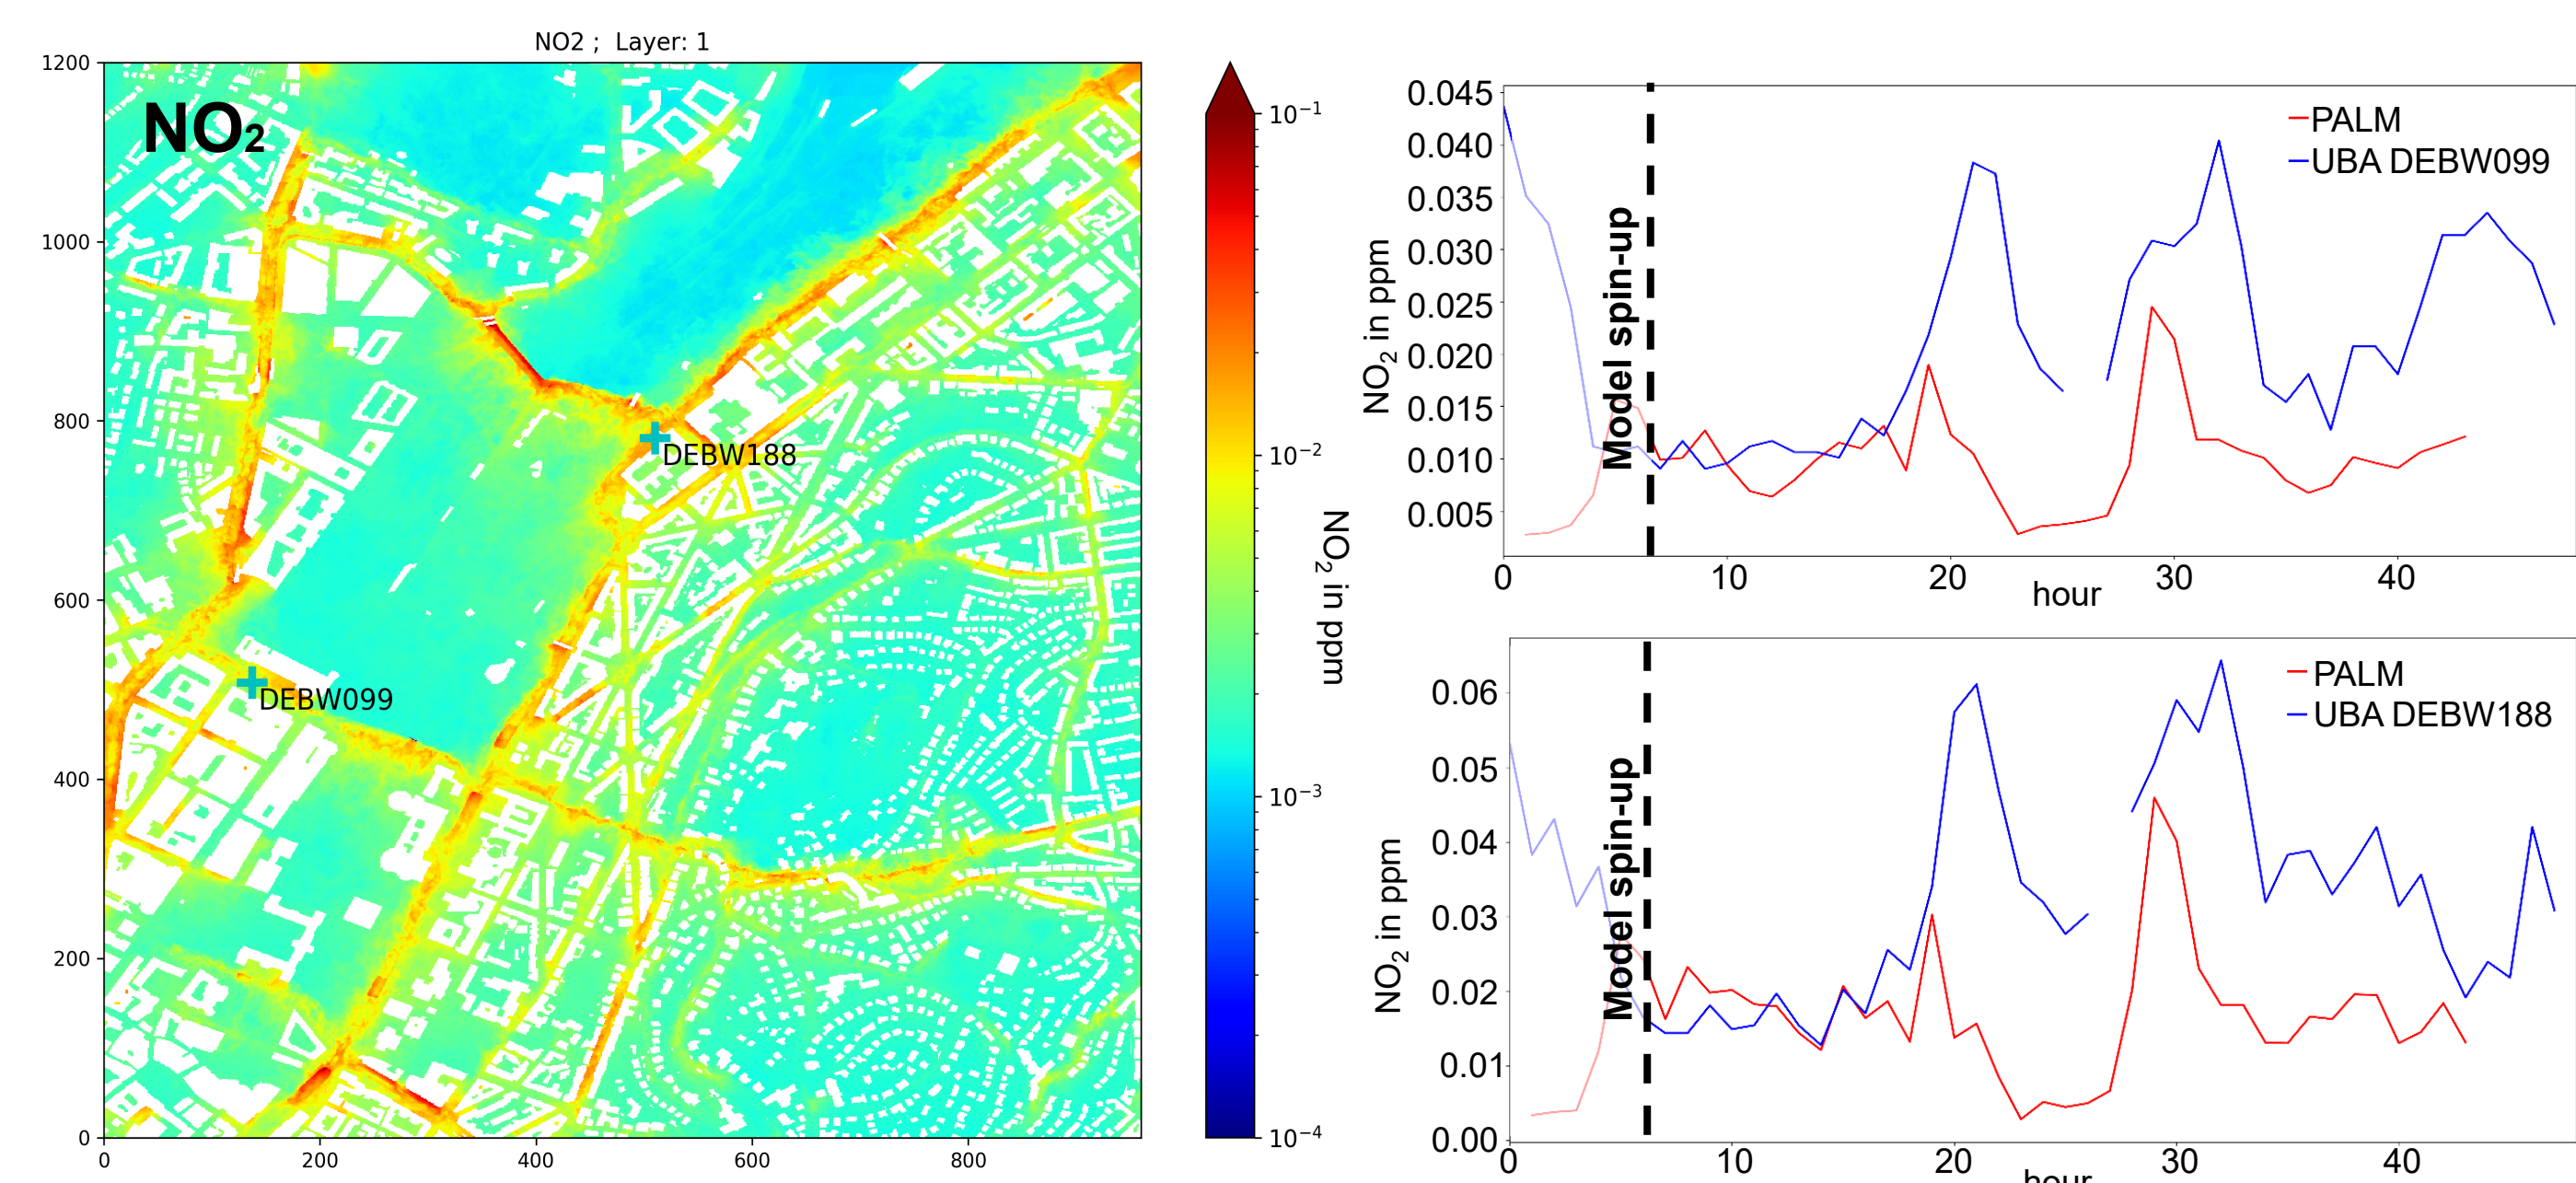 NO2 ; Layer: 1
NO₂
1200
1000
800
600
400
200
0
0 200 400 600 800
DEBW188
DEBW099
10⁻¹
10⁻²
10⁻³
10⁻⁴
NO₂ in ppm
0.045
0.040
0.035
0.030
0.025
0.020
0.015
0.010
0.005
NO₂ in ppm
Model spin-up
PALM
UBA DEBW099
0 10 20 30 40
hour
0.06
0.05
0.04
0.03
0.02
0.01
0.00
NO₂ in ppm
Model spin-up
PALM
UBA DEBW188
0 10 20 30 40
hour